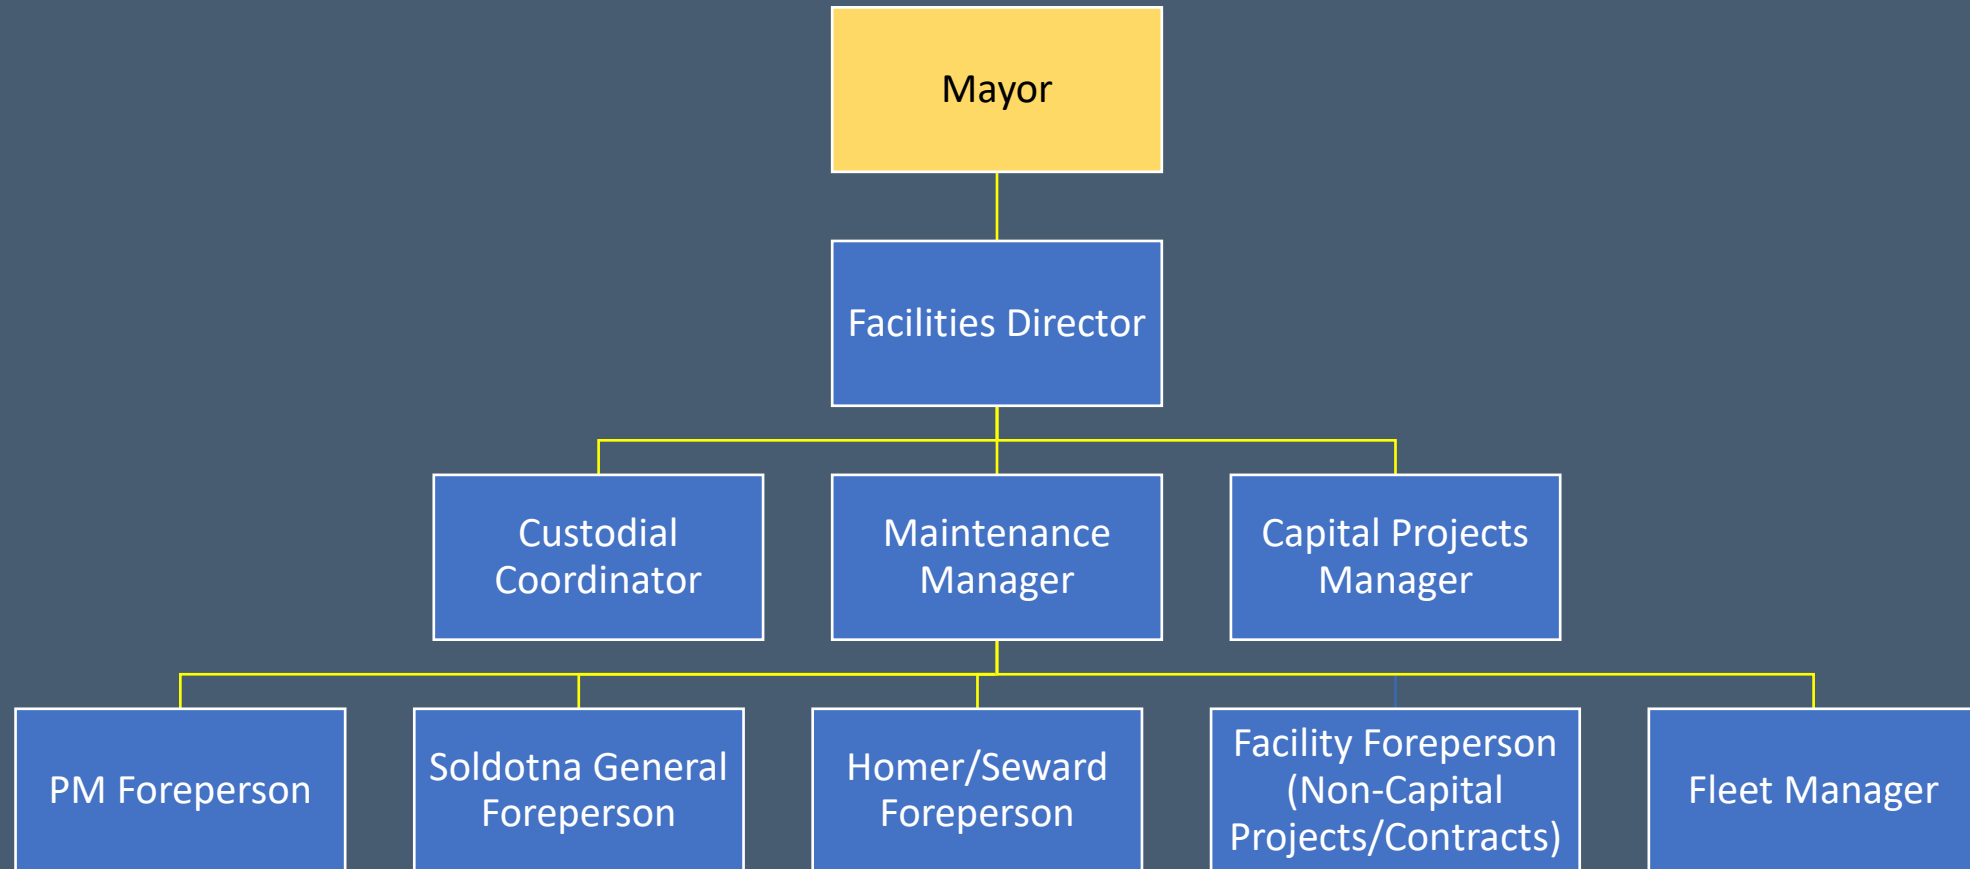 Mayor
Facilities Director
Custodial
Coordinator
Maintenance
Manager
Capital Projects
Manager
PM Foreperson
Soldotna General
Foreperson
Homer/Seward
Foreperson
Facility Foreperson
(Non-Capital
Projects/Contracts)
Fleet Manager